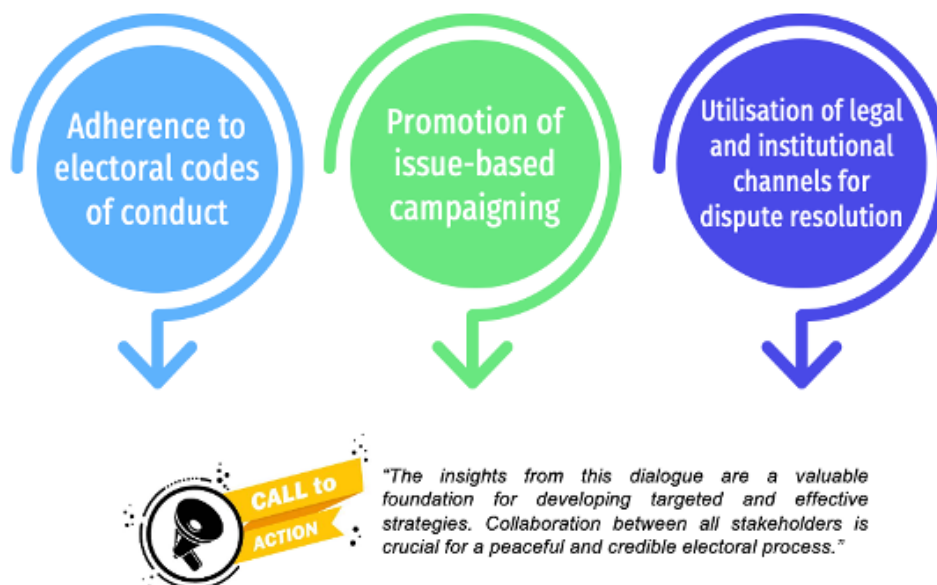 Adherence to
electoral codes
of conduct
Promotion of
issue-based
campaigning
Utilisation of legal
and institutional
channels for
dispute resolution
CALL to
ACTION
"The insights from this dialogue are a valuable
foundation for developing targeted and effective
strategies. Collaboration between all stakeholders is
crucial for a peaceful and credible electoral process."